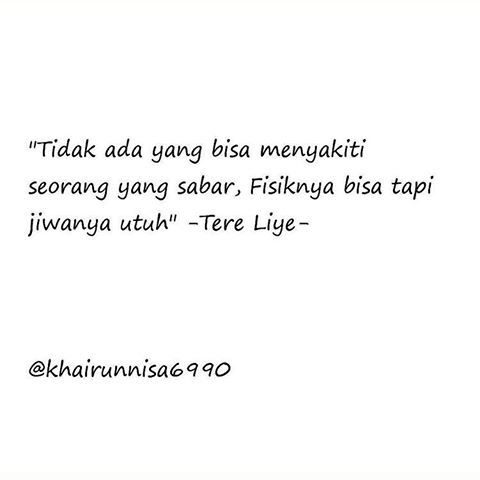 "Tidak ada yang bisa menyakiti
seorang yang sabar, Fisiknya bisa tapi
jiwanya utuh" -Tere Liye-
@khairunnisa6990